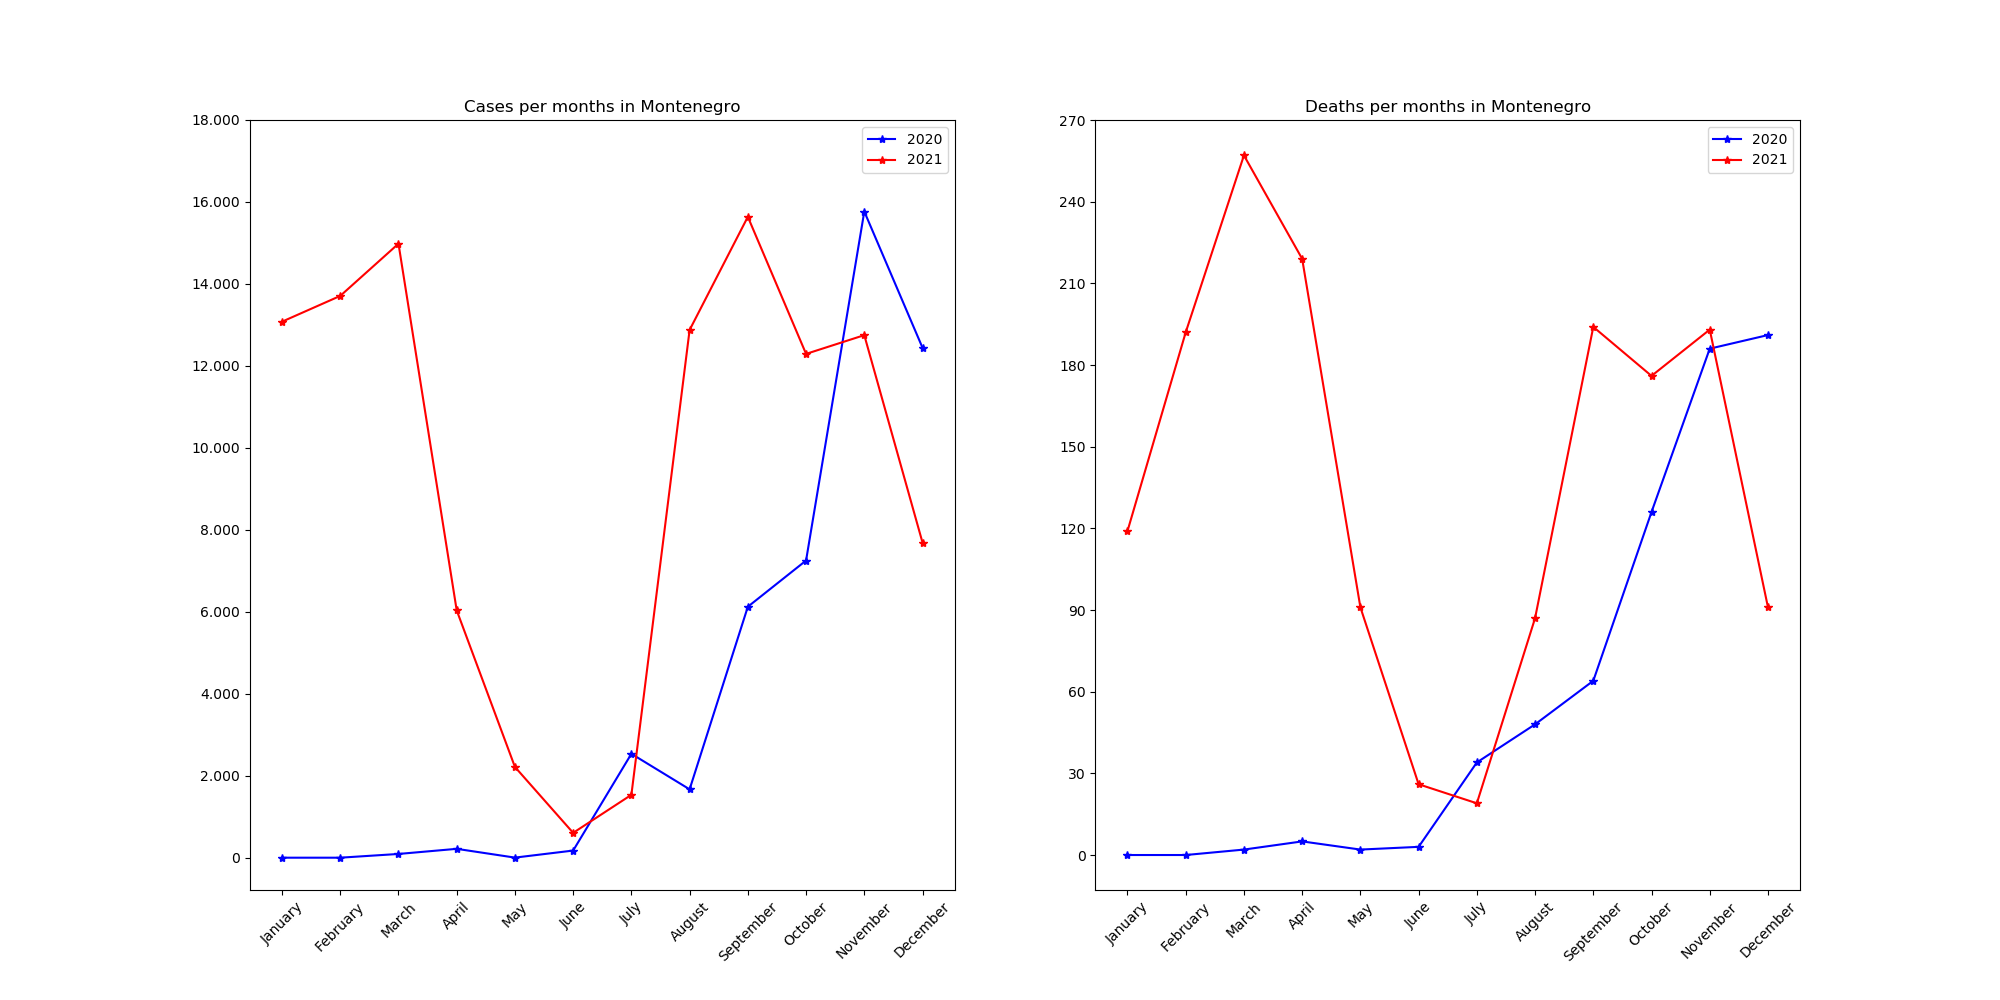 Cases per months in Montenegro
18.000
16.000
14.000
12.000
10.000
8.000
6.000
4.000
2.000
0
2020
2021
January
February
March
April
May
June
July
August
September
October
November
December
Deaths per months in Montenegro
270
240
210
180
150
120
90
60
30
0
2020
2021
January
February
March
April
May
June
July
August
September
October
November
December